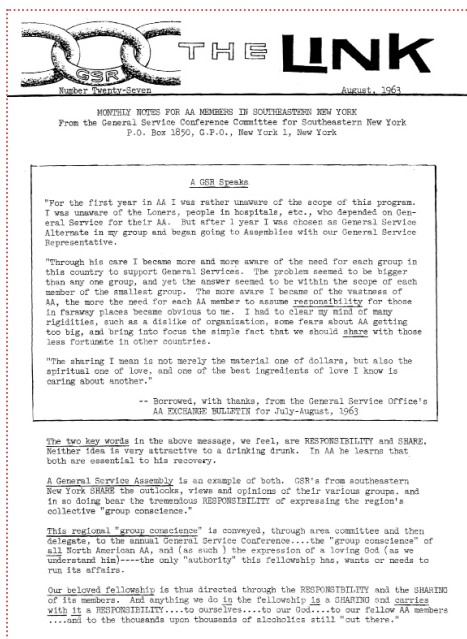 GSR
THE LINK
Number Twenty-Seven August, 1963
MONTHLY NOTES FOR AA MEMBERS IN SOUTHEASTERN NEW YORK
From the General Service Conference Committee for Southeastern New York
P.O. Box 1850, G.P.O., New York 1, New York
A GSR Speaks
"For the first year in AA I was rather unaware of the scope of this program.
I was unaware of the Loners, people in hospitals, etc., who depended on Gen-
eral Service for their AA. But after 1 year I was chosen as General Service
Alternate in my group and began going to Assemblies with our General Service
Representative.
"Through his care I became more and more aware of the need for each group in
this country to support General Services. The problem seemed to be bigger
than any one group, and yet the answer seemed to be within the scope of each
member of the smallest group. The more aware I became of the vastness of
AA, the more the need for each AA member to assume responsibility for those
in faraway places became obvious to me. I had to clear my mind of many
rigidities, such as a dislike of organization, some fears about AA getting
too big, and bring into focus the simple fact that we should share with those
less fortunate in other countries.
"The sharing I mean is not merely the material one of dollars, but also the
spiritual one of love, and one of the best ingredients of love I know is
caring about another."
-- Borrowed, with thanks, from the General Service Office's
AA EXCHANGE BULLETIN for July-August, 1963
The two key words in the above message, we feel, are RESPONSIBILITY and SHARE.
Neither idea is very attractive to a drinking drunk. In AA he learns that
both are essential to his recovery.
A General Service Assembly is an example of both. GSR's from southeastern
New York SHARE the outlooks, views and opinions of their various groups. and
in so doing bear the tremendous RESPONSIBILITY of expressing the region's
collective "group conscience."
This regional "group conscience" is conveyed, through area committee and then
delegate, to the annual General Service Conference....the "group conscience" of
all North American AA, and (as such) the expression of a loving God (as we
understand him)----the only "authority" this fellowship has, wants or needs to
run its affairs.
Our beloved fellowship is thus directed through the RESPONSIBILITY and the SHARING
of its members. And anything we do in the fellowship is a SHARING and carries
with it a RESPONSIBILITY....to ourselves....to our God....to our fellow AA members
....and to the thousands upon thousands of alcoholics still "out there."